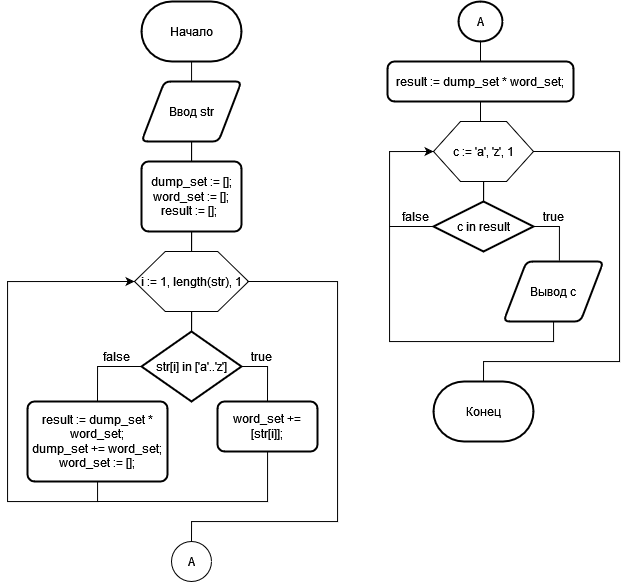 Начало
Ввод str
dump_set := [];
word_set := [];
result := [];
i := 1, length(str), 1
str[i] in ['a'..'z']
false
true
result := dump_set *
word_set;
dump_set += word_set;
word_set := [];
word_set +=
[str[i]];
A
A
result := dump_set * word_set;
c := 'a', 'z', 1
false
true
c in result
Вывод c
Конец